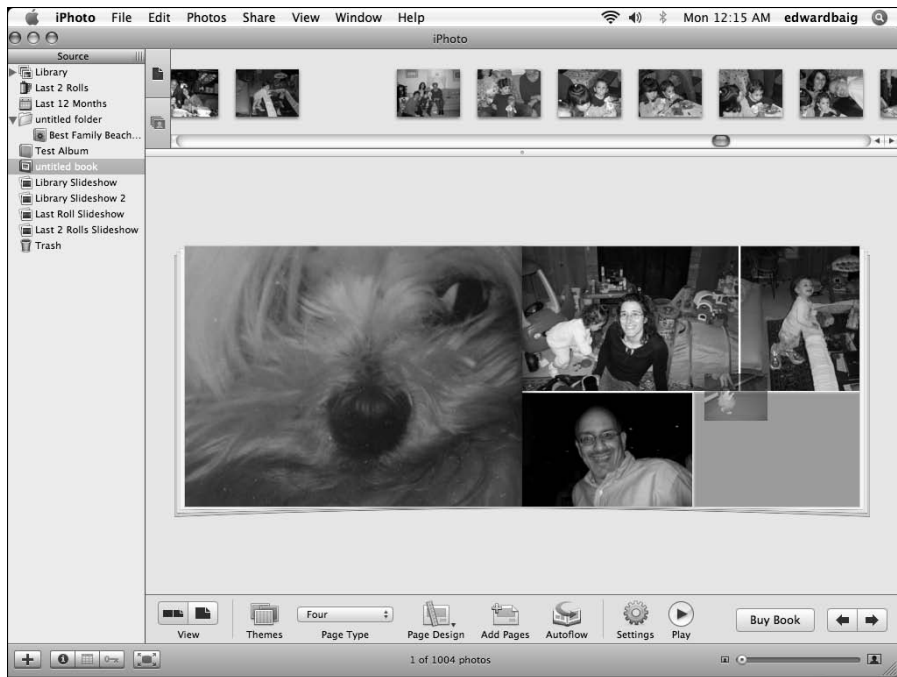 iPhoto File Edit Photos Share View Window Help Mon 12:15 AM edwardbaig
iPhoto
Source
Library
Last 2 Rolls
Last 12 Months
untitled folder
Best Family Beach...
Test Album
untitled book
Library Slideshow
Library Slideshow 2
Last Roll Slideshow
Last 2 Rolls Slideshow
Trash
Four
Buy Book
View Themes Page Type Page Design Add Pages Autoflow Settings Play
1 of 1004 photos